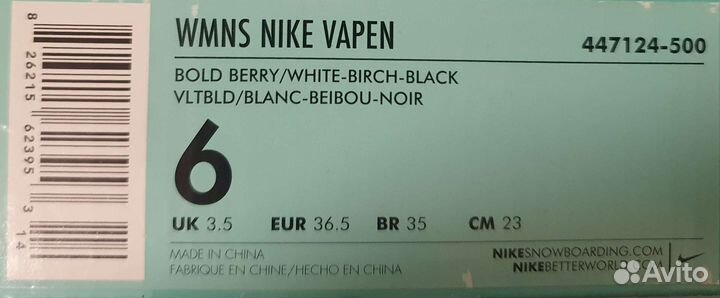 8 26215 62395 3 14
WMNS NIKE VAPEN
447124-500
BOLD BERRY/WHITE-BIRCH-BLACK
VLTBLD/BLANC-BEIBOU-NOIR
6
UK 3.5 EUR 36.5 BR 35 CM 23
MADE IN CHINA
FABRIQUE EN CHINE/HECHO EN CHINA
NIKESNOWBOARDING.COM
NIKEBETTERWORLD.COM
Avito